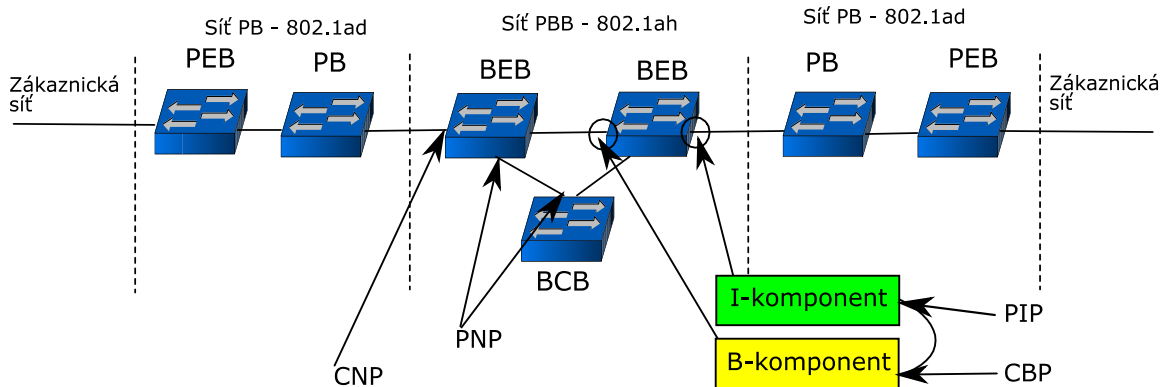 Síť PB - 802.1ad
Síť PBB - 802.1ah
Síť PB - 802.1ad
PEB
PB
BEB
BEB
PB
PEB
Zákaznická
síť
Zákaznická
síť
BCB
I-komponent
PIP
PNP
B-komponent
CBP
CNP